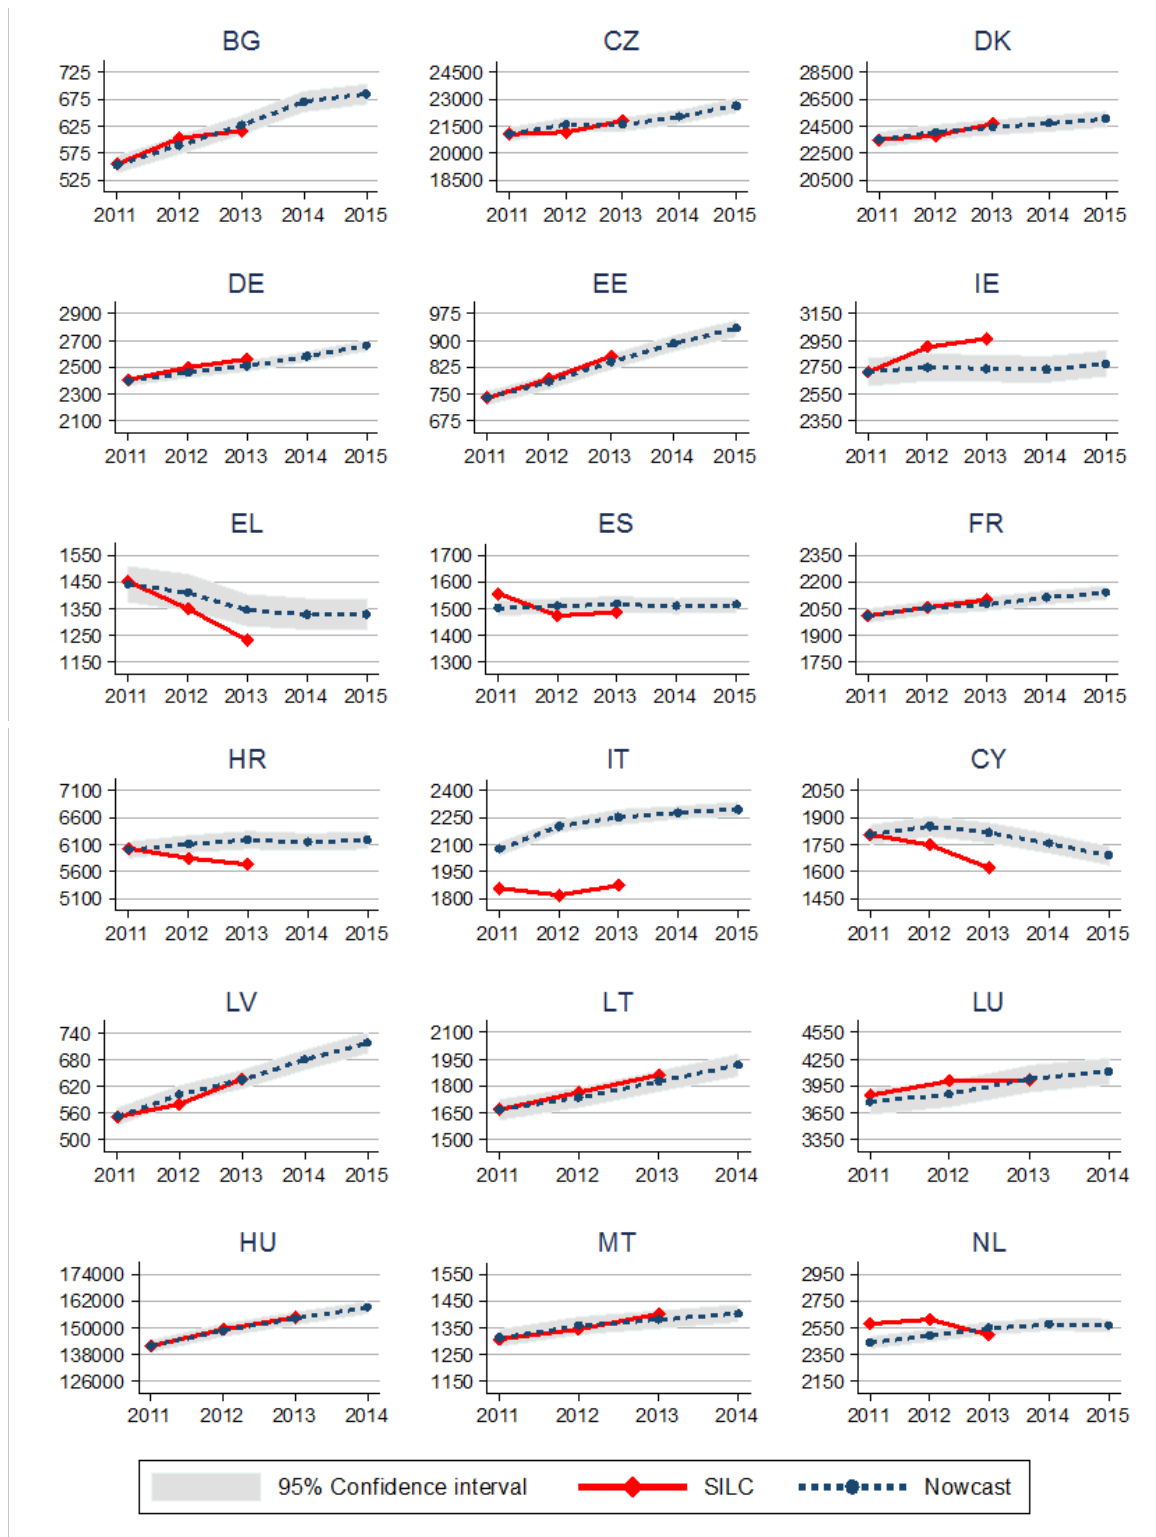 BG CZ DK
725 24500 28500
675 23000 26500
625 21500 24500
575 20000 22500
525 18500 20500
2011 2012 2013 2014 2015 2011 2012 2013 2014 2015 2011 2012 2013 2014 2015
DE EE IE
2900 975 3150
2700 900 2950
2500 825 2750
2300 750 2550
2100 675 2350
2011 2012 2013 2014 2015 2011 2012 2013 2014 2015 2011 2012 2013 2014 2015
EL ES FR
1550 1700 2350
1450 1600 2200
1350 1500 2050
1250 1400 1900
1150 1300 1750
2011 2012 2013 2014 2015 2011 2012 2013 2014 2015 2011 2012 2013 2014 2015
HR IT CY
7100 2400 2050
6600 2250 1900
6100 2100 1750
5600 1950 1600
5100 1800 1450
2011 2012 2013 2014 2015 2011 2012 2013 2014 2015 2011 2012 2013 2014 2015
LV LT LU
740 2100 4550
680 1950 4250
620 1800 3950
560 1650 3650
500 1500 3350
2011 2012 2013 2014 2015 2011 2012 2013 2014 2011 2012 2013 2014
HU MT NL
174000 1550 2950
162000 1450 2750
150000 1350 2550
138000 1250 2350
126000 1150 2150
2011 2012 2013 2014 2011 2012 2013 2014 2011 2012 2013 2014 2015
95% Confidence interval SILC Nowcast